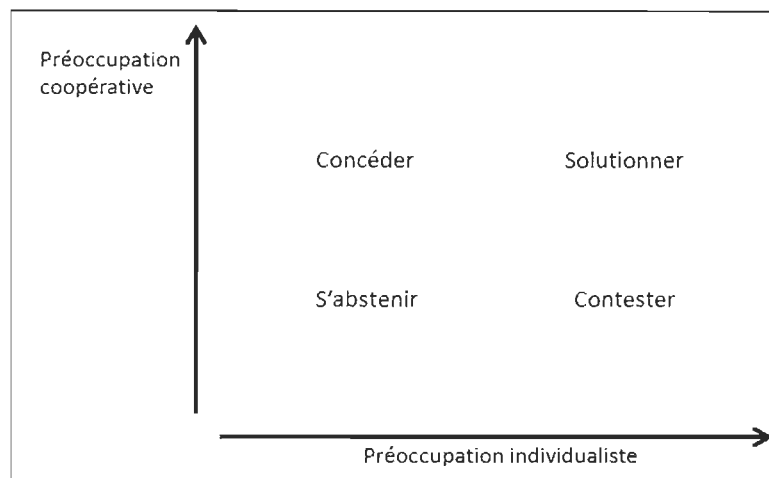 Préoccupation
coopérative
Concéder
Solutionner
S'abstenir
Contester
Préoccupation individualiste